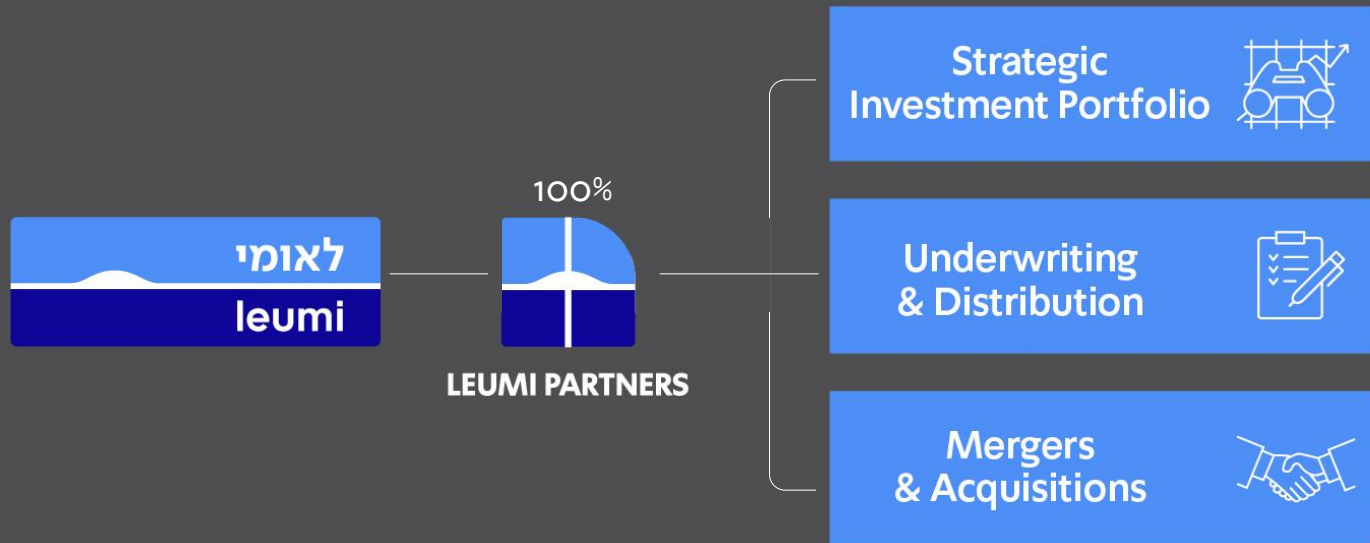 לאומי
leumi
100%
LEUMI PARTNERS
Strategic
Investment Portfolio
Underwriting
& Distribution
Mergers
& Acquisitions